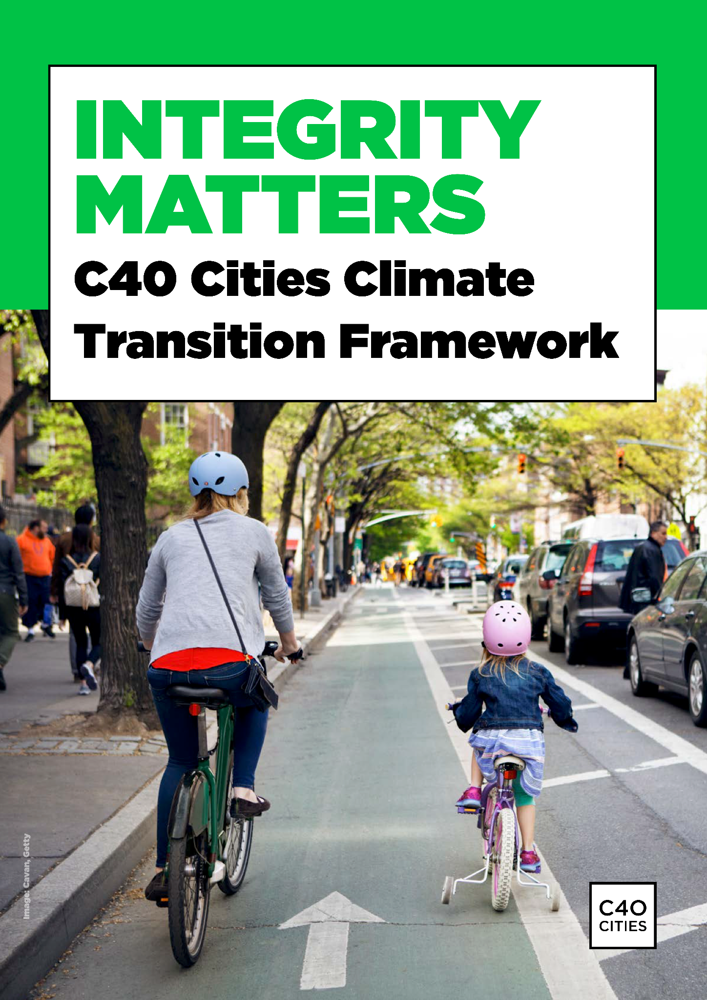 INTEGRITY
MATTERS
C40 Cities Climate
Transition Framework
Image: Cavan, Getty
C40
CITIES